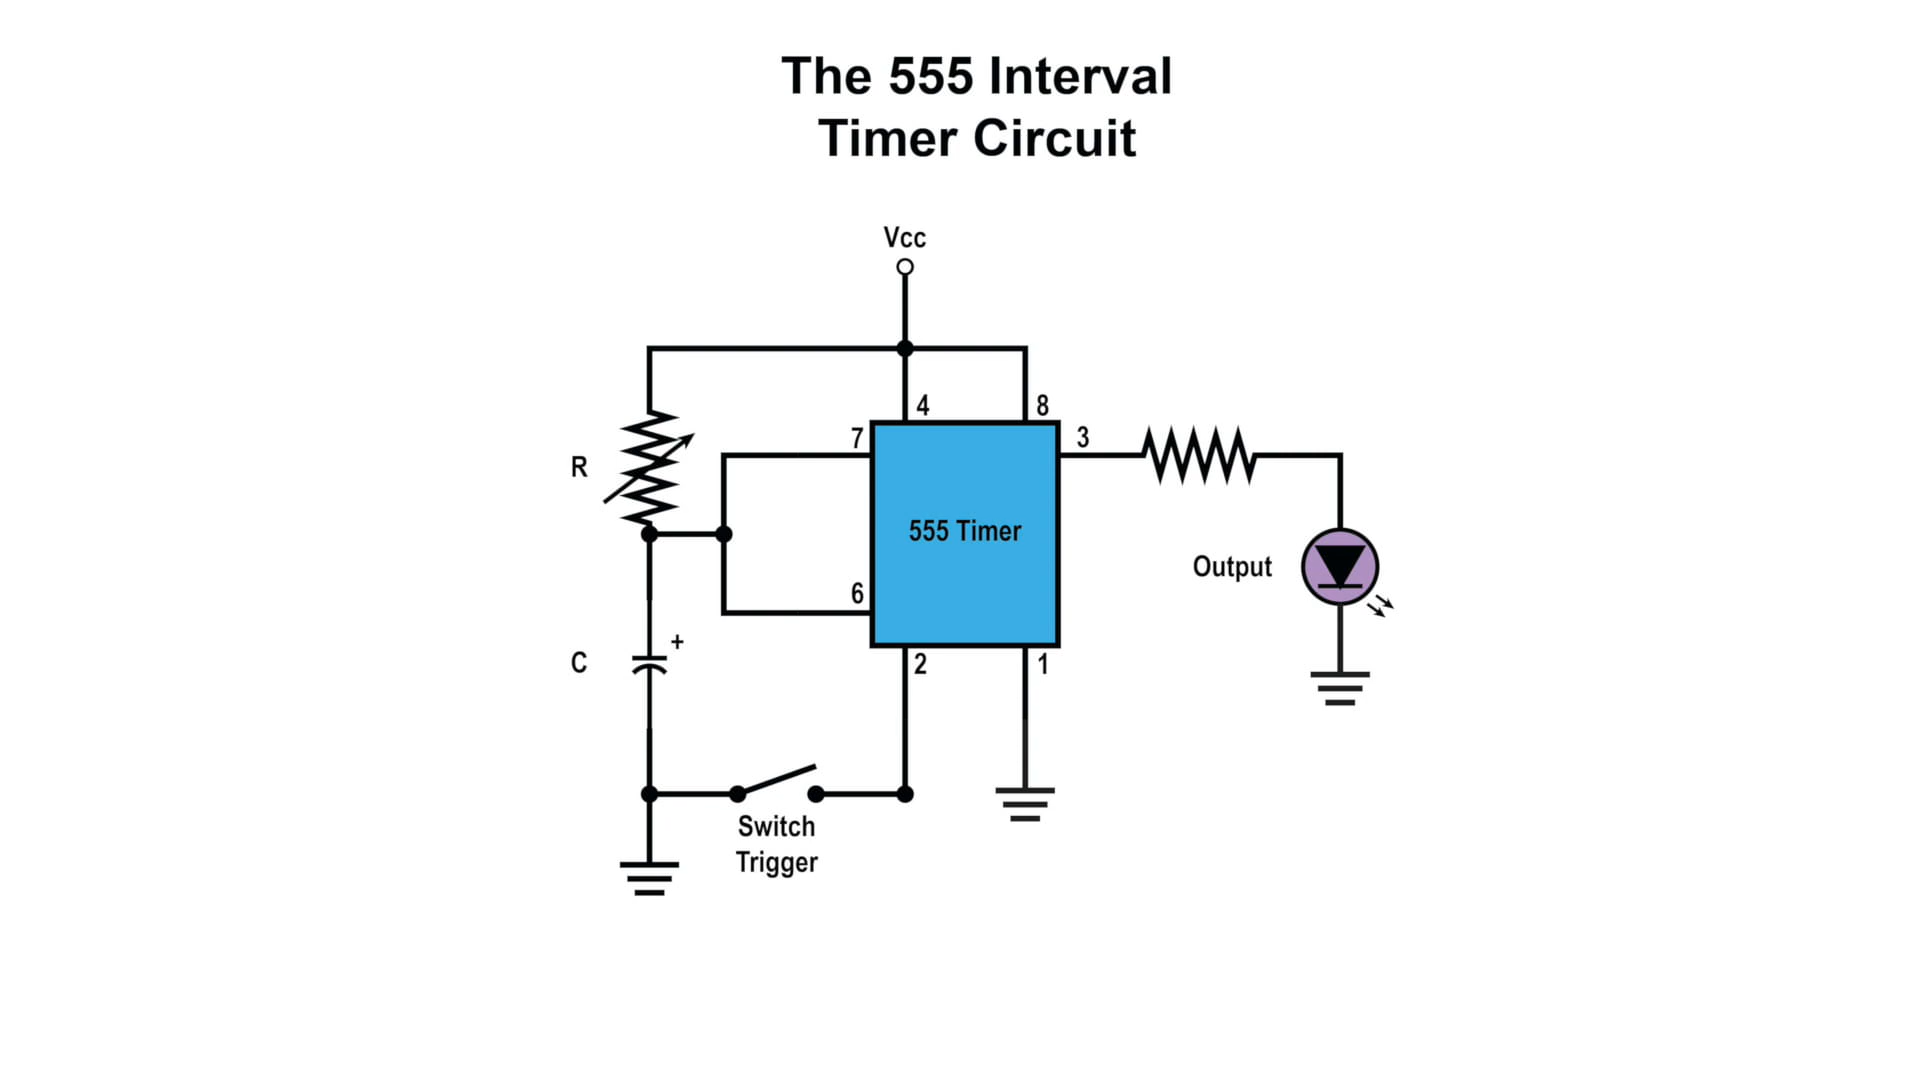 The 555 Interval
Timer Circuit
Vcc
4
8
7
3
R
555 Timer
Output
6
+
C
2
1
Switch
Trigger